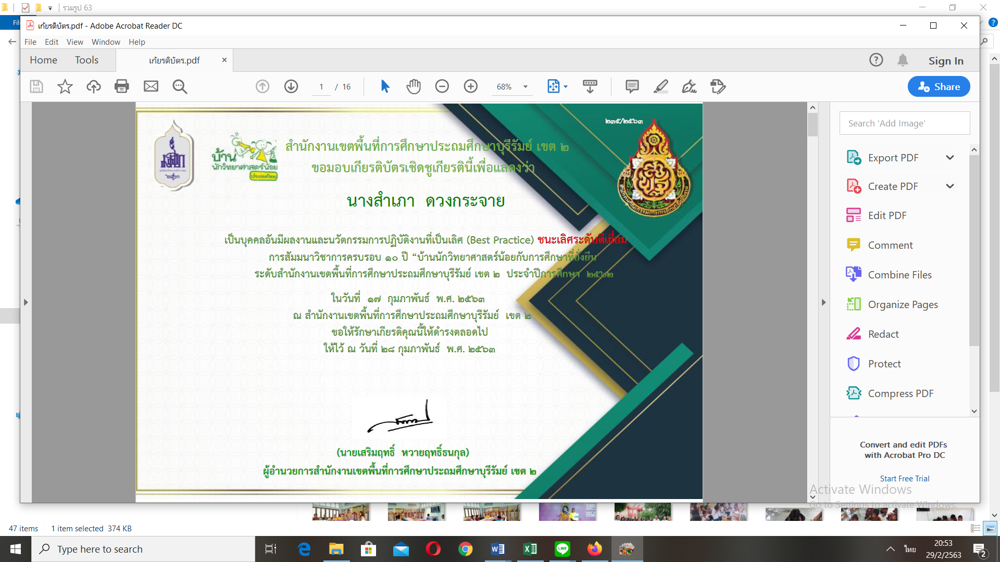 รวมรูป 63
File
เกียรติบัตร.pdf - Adobe Acrobat Reader DC
File Edit View Window Help
Home Tools เกียรติบัตร.pdf Sign In
1 / 16 68% Share
๒๓๕/๒๕๖๓
บ้าน
นักวิทยาศาสตร์น้อย
ประเทศไทย
สำนักงานเขตพื้นที่การศึกษาประถมศึกษาบุรีรัมย์ เขต ๒
ขอมอบเกียรติบัตรเชิดชูเกียรตินี้เพื่อแสดงว่า
นางสำเภา ดวงกระจาย
เป็นบุคคลอันมีผลงานและนวัตกรรมการปฏิบัติงานที่เป็นเลิศ (Best Practice) ชนะเลิศระดับดีเยี่ยม
การสัมมนาวิชาการครบรอบ ๑๐ ปี “บ้านนักวิทยาศาสตร์น้อยกับการศึกษาที่ยั่งยืน
ระดับสำนักงานเขตพื้นที่การศึกษาประถมศึกษาบุรีรัมย์ เขต ๒ ประจำปีการศึกษา ๒๕๖๒
ในวันที่ ๑๗ กุมภาพันธ์ พ.ศ. ๒๕๖๓
ณ สำนักงานเขตพื้นที่การศึกษาประถมศึกษาบุรีรัมย์ เขต ๒
ขอให้รักษาเกียรติคุณนี้ให้ดำรงตลอดไป
ให้ไว้ ณ วันที่ ๒๘ กุมภาพันธ์ พ.ศ. ๒๕๖๓
(นายเสริมฤทธิ์ หวายฤทธิ์ธนกุล)
ผู้อำนวยการสำนักงานเขตพื้นที่การศึกษาประถมศึกษาบุรีรัมย์ เขต ๒
Search 'Add Image'
Export PDF
Create PDF
Edit PDF
Comment
Combine Files
Organize Pages
Redact
Protect
Compress PDF
Convert and edit PDFs
with Acrobat Pro DC
Start Free Trial
Activate Windows
Go to Settings to activate Windows.
47 items 1 item selected 374 KB
Type here to search
ไทย
20:53
29/2/2563
2